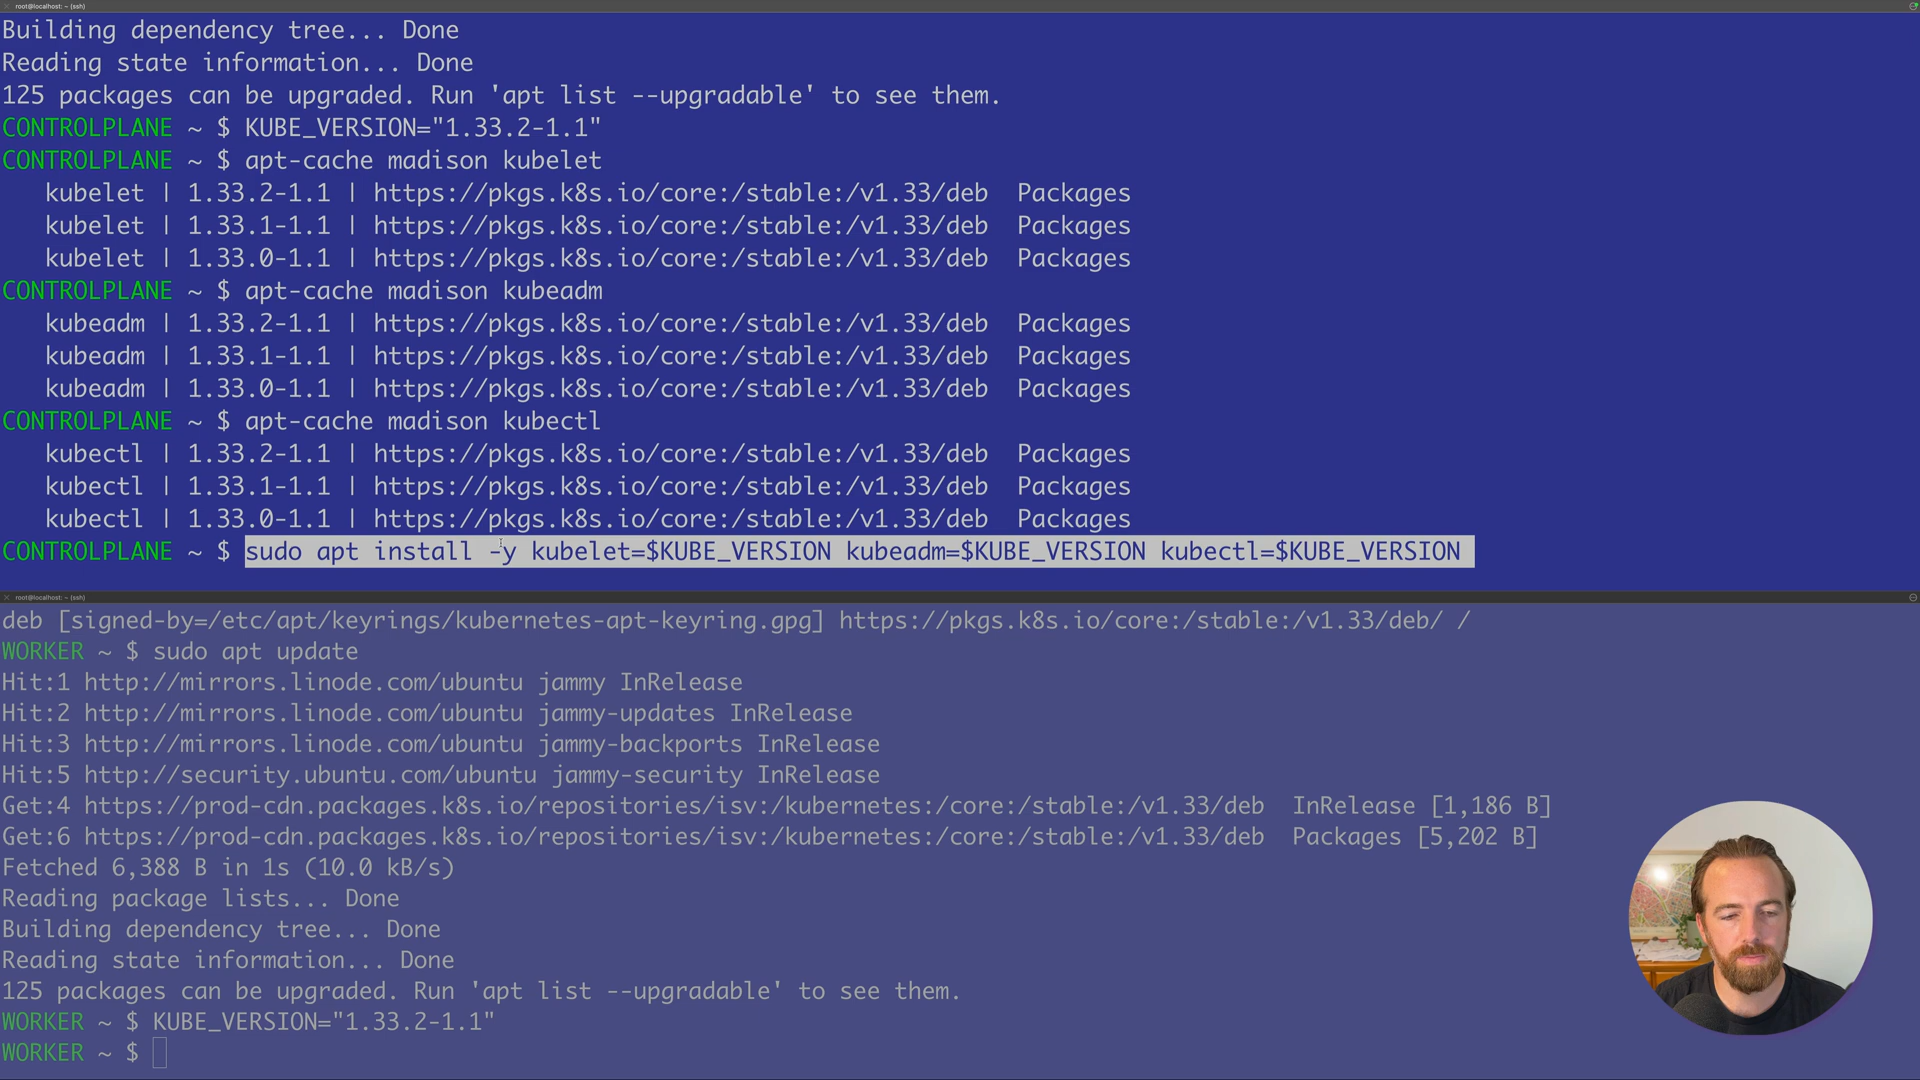 root@localhost: ~ (ssh)
Building dependency tree... Done
Reading state information... Done
125 packages can be upgraded. Run 'apt list --upgradable' to see them.
CONTROLPLANE ~ $ KUBE_VERSION="1.33.2-1.1"
CONTROLPLANE ~ $ apt-cache madison kubelet
kubelet | 1.33.2-1.1 | https://pkgs.k8s.io/core:/stable:/v1.33/deb  Packages
kubelet | 1.33.1-1.1 | https://pkgs.k8s.io/core:/stable:/v1.33/deb  Packages
kubelet | 1.33.0-1.1 | https://pkgs.k8s.io/core:/stable:/v1.33/deb  Packages
CONTROLPLANE ~ $ apt-cache madison kubeadm
kubeadm | 1.33.2-1.1 | https://pkgs.k8s.io/core:/stable:/v1.33/deb  Packages
kubeadm | 1.33.1-1.1 | https://pkgs.k8s.io/core:/stable:/v1.33/deb  Packages
kubeadm | 1.33.0-1.1 | https://pkgs.k8s.io/core:/stable:/v1.33/deb  Packages
CONTROLPLANE ~ $ apt-cache madison kubectl
kubectl | 1.33.2-1.1 | https://pkgs.k8s.io/core:/stable:/v1.33/deb  Packages
kubectl | 1.33.1-1.1 | https://pkgs.k8s.io/core:/stable:/v1.33/deb  Packages
kubectl | 1.33.0-1.1 | https://pkgs.k8s.io/core:/stable:/v1.33/deb  Packages
CONTROLPLANE ~ $ sudo apt install -y kubelet=$KUBE_VERSION kubeadm=$KUBE_VERSION kubectl=$KUBE_VERSION
root@localhost: ~ (ssh)
deb [signed-by=/etc/apt/keyrings/kubernetes-apt-keyring.gpg] https://pkgs.k8s.io/core:/stable:/v1.33/deb/ /
WORKER ~ $ sudo apt update
Hit:1 http://mirrors.linode.com/ubuntu jammy InRelease
Hit:2 http://mirrors.linode.com/ubuntu jammy-updates InRelease
Hit:3 http://mirrors.linode.com/ubuntu jammy-backports InRelease
Hit:5 http://security.ubuntu.com/ubuntu jammy-security InRelease
Get:4 https://prod-cdn.packages.k8s.io/repositories/isv:/kubernetes:/core:/stable:/v1.33/deb  InRelease [1,186 B]
Get:6 https://prod-cdn.packages.k8s.io/repositories/isv:/kubernetes:/core:/stable:/v1.33/deb  Packages [5,202 B]
Fetched 6,388 B in 1s (10.0 kB/s)
Reading package lists... Done
Building dependency tree... Done
Reading state information... Done
125 packages can be upgraded. Run 'apt list --upgradable' to see them.
WORKER ~ $ KUBE_VERSION="1.33.2-1.1"
WORKER ~ $